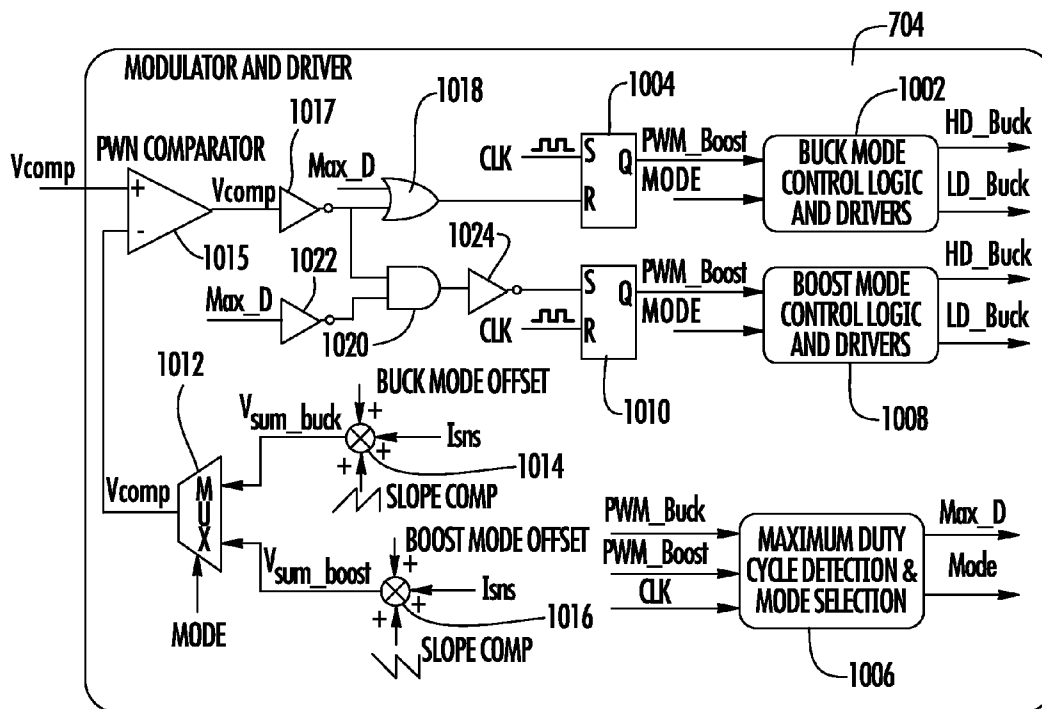 704
MODULATOR AND DRIVER
1017
1018
1004
1002
HD_Buck
PWN COMPARATOR
Vcomp
+
-
1015
Vcomp
Max_D
CLK
S
Q
R
PWM_Boost
MODE
BUCK MODE
CONTROL LOGIC
AND DRIVERS
LD_Buck
1022
Max_D
1020
1024
CLK
S
Q
R
1010
PWM_Boost
MODE
BOOST MODE
CONTROL LOGIC
AND DRIVERS
1008
HD_Buck
LD_Buck
1012
Vcomp
MUX
MODE
BUCK MODE OFFSET
Vsum_buck
+
+
+
Isns
1014
SLOPE COMP
BOOST MODE OFFSET
Vsum_boost
+
+
+
Isns
1016
SLOPE COMP
PWM_Buck
PWM_Boost
CLK
MAXIMUM DUTY
CYCLE DETECTION &
MODE SELECTION
1006
Max_D
Mode